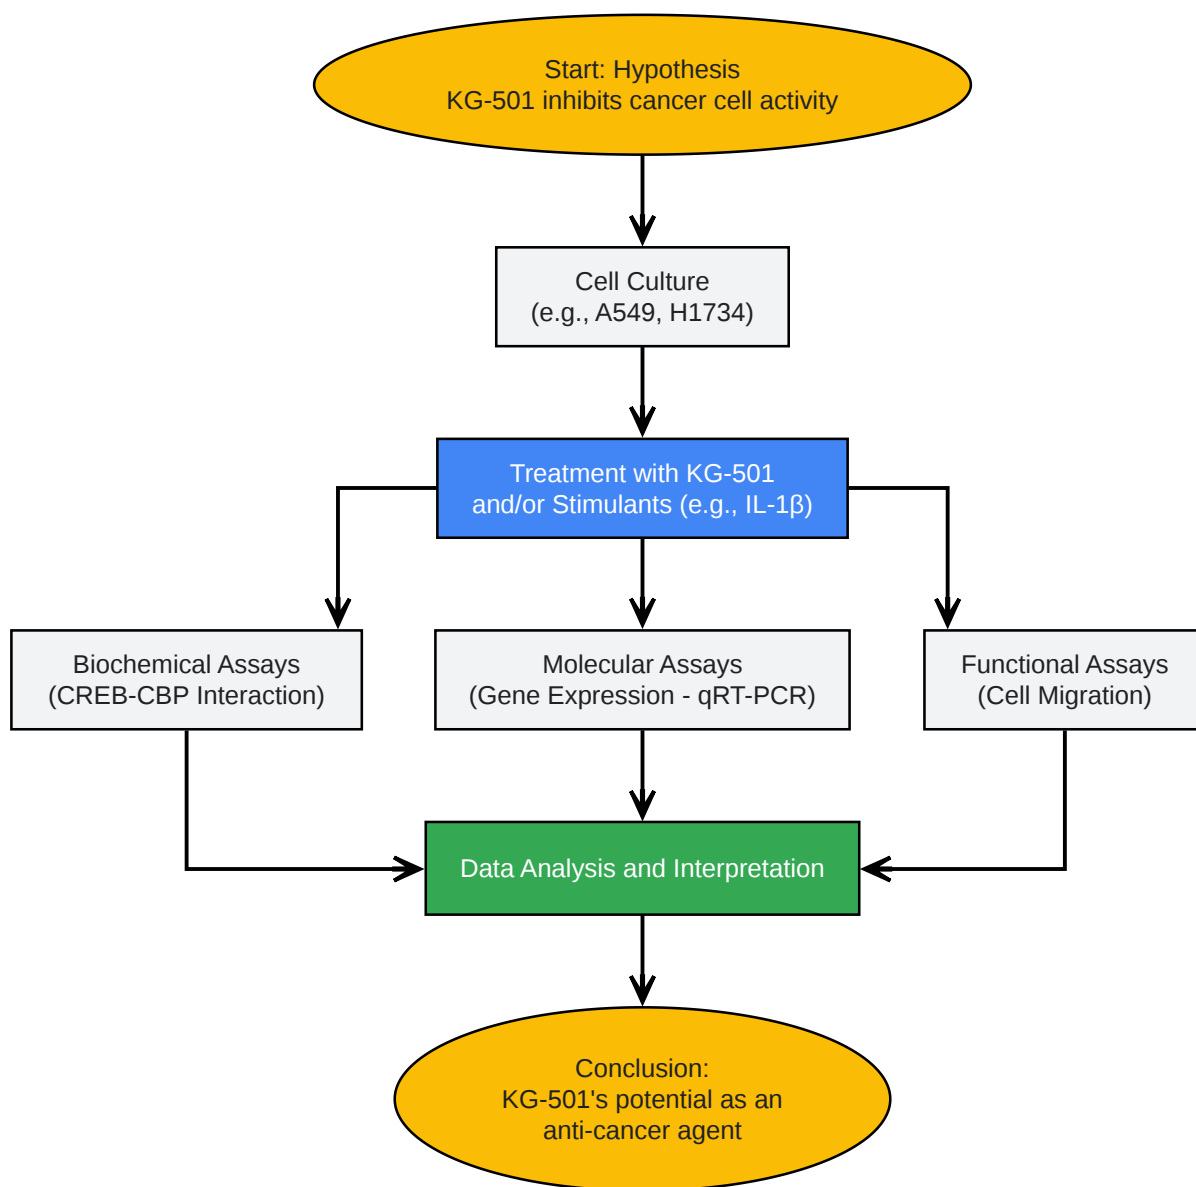 Start: Hypothesis
KG-501 inhibits cancer cell activity
Cell Culture
(e.g., A549, H1734)
Treatment with KG-501
and/or Stimulants (e.g., IL-1β)
Biochemical Assays
(CREB-CBP Interaction)
Molecular Assays
(Gene Expression - qRT-PCR)
Functional Assays
(Cell Migration)
Data Analysis and Interpretation
Conclusion:
KG-501's potential as an
anti-cancer agent